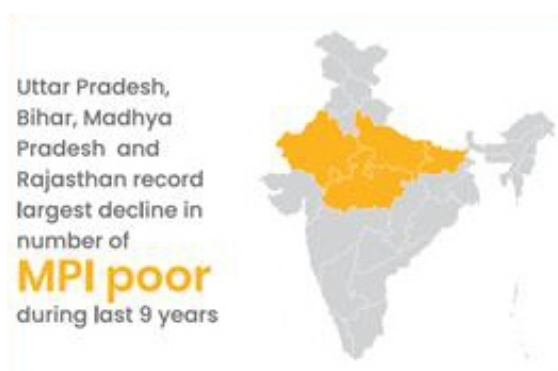 Uttar Pradesh,
Bihar, Madhya
Pradesh and
Rajasthan record
largest decline in
number of
MPI poor
during last 9 years